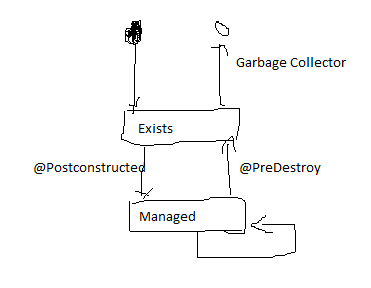 Garbage Collector
Exists
@Postconstructed
@PreDestroy
Managed